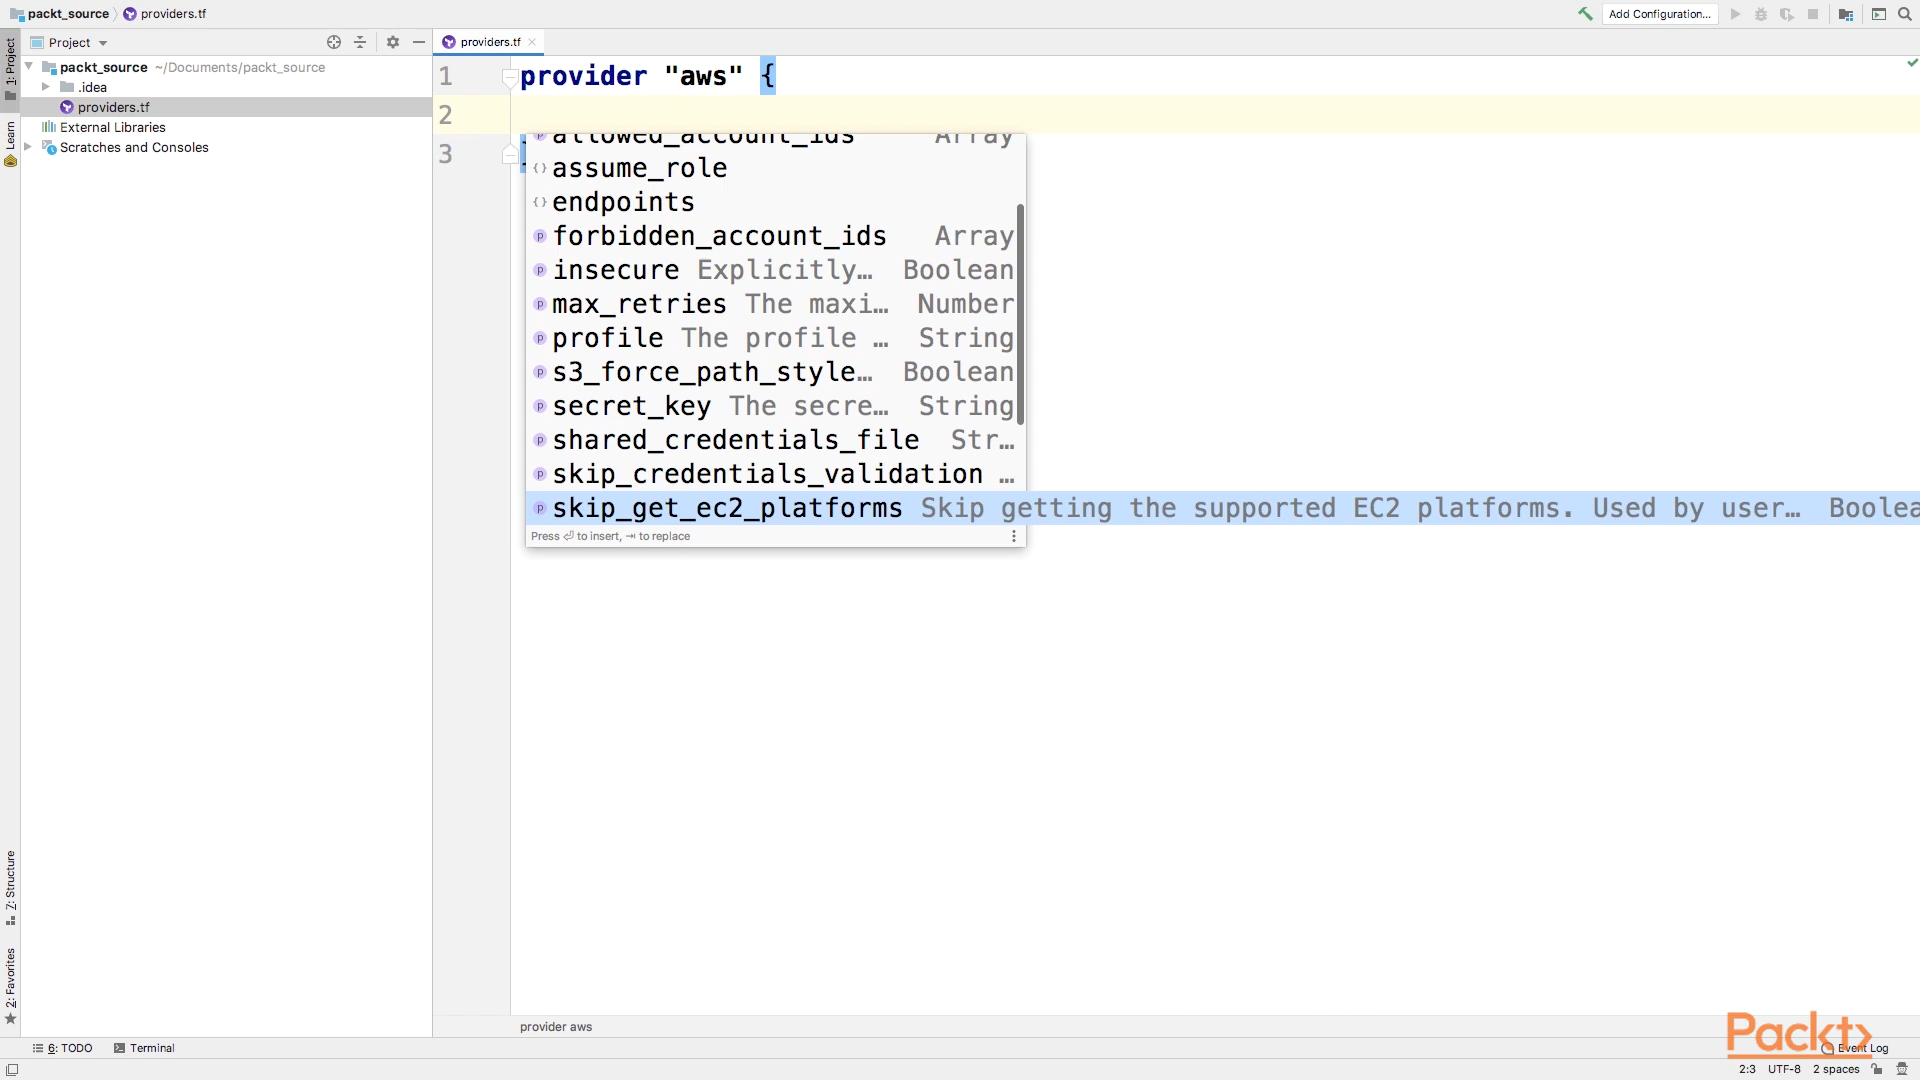 packt_source providers.tf
Add Configuration...
Project
providers.tf
1: Project
Learn
7: Structure
2: Favorites
packt_source ~/Documents/packt_source
.idea
providers.tf
External Libraries
Scratches and Consoles
1 provider "aws" {
2
3
allowed_account_ids Array
assume_role
endpoints
forbidden_account_ids Array
insecure Explicitly… Boolean
max_retries The maxi… Number
profile The profile … String
s3_force_path_style… Boolean
secret_key The secre… String
shared_credentials_file Str…
skip_credentials_validation …
skip_get_ec2_platforms Skip getting the supported EC2 platforms. Used by user… Boolea
Press ⏎ to insert, ⇥ to replace
provider aws
Packt>
6: TODO Terminal
Event Log
2:3 UTF-8 2 spaces